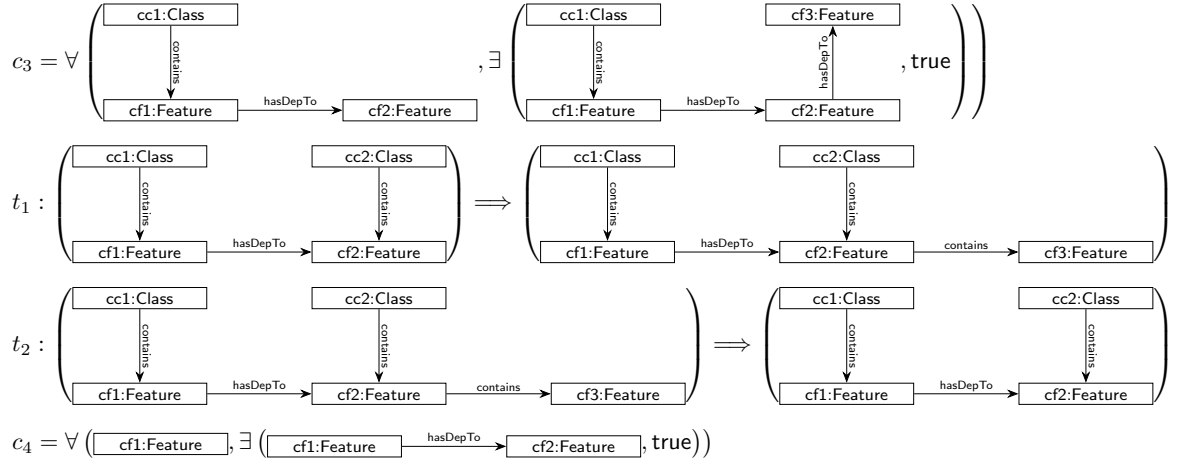 cc1:Class cc1:Class cf3:Feature
c3 = ∀ ( contains , ∃ ( contains hasDepTo , true ) )
cf1:Feature hasDepTo cf2:Feature cf1:Feature hasDepTo cf2:Feature
cc1:Class cc2:Class cc1:Class cc2:Class
t1 : ( contains contains ) ⟹ ( contains contains )
cf1:Feature hasDepTo cf2:Feature cf1:Feature hasDepTo cf2:Feature contains cf3:Feature
cc1:Class cc2:Class cc1:Class cc2:Class
t2 : ( contains contains ) ⟹ ( contains contains )
cf1:Feature hasDepTo cf2:Feature contains cf3:Feature cf1:Feature hasDepTo cf2:Feature
c4 = ∀ ( cf1:Feature , ∃ ( cf1:Feature hasDepTo cf2:Feature , true ) )